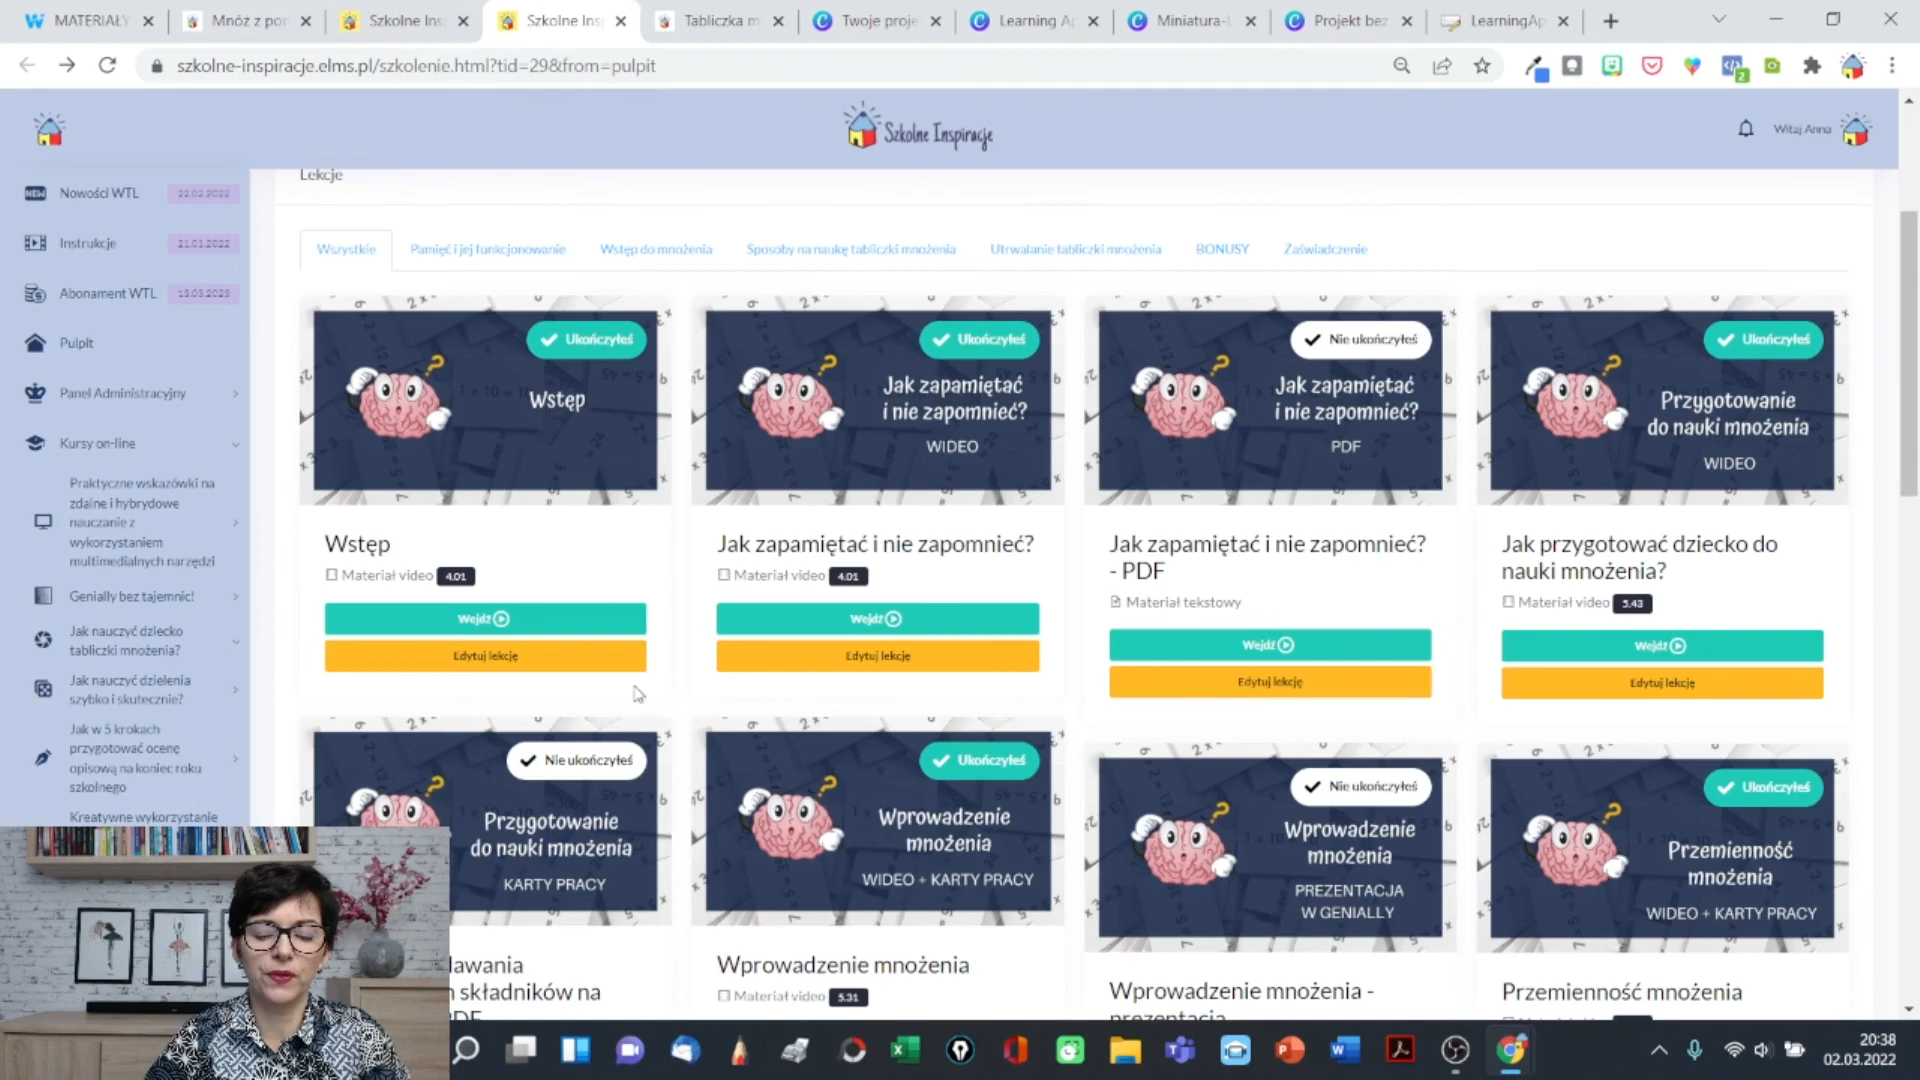 MATERIAŁY
Mnóż z por
Szkolne Ins
Szkolne Ins
Tabliczka m
Twoje proje
Learning Ap
Miniatura-L
Projekt bez
LearningAp
szkolne-inspiracje.elms.pl/szkolenie.html?tid=29&from=pulpit
2
Szkolne Inspiracje
Witaj Anna
NEW Nowości WTL 22.02.2022
Instrukcje 21.01.2022
Abonament WTL 13.03.2023
Pulpit
Panel Administracyjny
Kursy on-line
Praktyczne wskazówki na
zdalne i hybrydowe
nauczanie z
wykorzystaniem
multimedialnych narzędzi
Genially bez tajemnic!
Jak nauczyć dziecko
tabliczki mnożenia?
Jak nauczyć dzielenia
szybko i skutecznie?
Jak w 5 krokach
przygotować ocenę
opisową na koniec roku
szkolnego
Kreatywne wykorzystanie
Lekcje
Wszystkie
Pamięć i jej funkcjonowanie
Wstęp do mnożenia
Sposoby na naukę tabliczki mnożenia
Utrwalanie tabliczki mnożenia
BONUSY
Zaświadczenie
Ukończyłeś
Wstęp
Wstęp
Materiał video 4.01
Wejdź
Edytuj lekcję
Ukończyłeś
Jak zapamiętać
i nie zapomnieć?
WIDEO
Jak zapamiętać i nie zapomnieć?
Materiał video 4.01
Wejdź
Edytuj lekcję
Nie ukończyłeś
Jak zapamiętać
i nie zapomnieć?
PDF
Jak zapamiętać i nie zapomnieć?
- PDF
Materiał tekstowy
Wejdź
Edytuj lekcję
Ukończyłeś
Przygotowanie
do nauki mnożenia
WIDEO
Jak przygotować dziecko do
nauki mnożenia?
Materiał video 5.43
Wejdź
Edytuj lekcję
Nie ukończyłeś
Przygotowanie
do nauki mnożenia
KARTY PRACY
składników na
Ukończyłeś
Wprowadzenie
mnożenia
WIDEO + KARTY PRACY
Wprowadzenie mnożenia
Materiał video 5.31
Nie ukończyłeś
Wprowadzenie
mnożenia
PREZENTACJA
W GENIALLY
Wprowadzenie mnożenia -
prezentacja
Ukończyłeś
Przemienność
mnożenia
WIDEO + KARTY PRACY
Przemienność mnożenia
20:38
02.03.2022